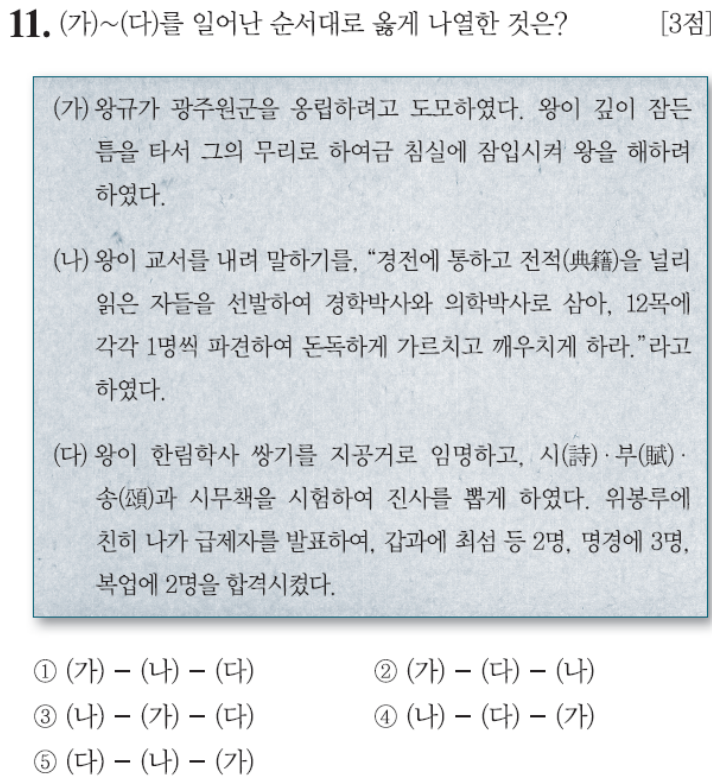 11. (가)~(다)를 일어난 순서대로 옳게 나열한 것은? [3점]
(가) 왕규가 광주원군을 옹립하려고 도모하였다. 왕이 깊이 잠든
틈을 타서 그의 무리로 하여금 침실에 잠입시켜 왕을 해하려
하였다.
(나) 왕이 교서를 내려 말하기를, “경전에 통하고 전적(典籍)을 널리
읽은 자들을 선발하여 경학박사와 의학박사로 삼아, 12목에
각각 1명씩 파견하여 돈독하게 가르치고 깨우치게 하라.”라고
하였다.
(다) 왕이 한림학사 쌍기를 지공거로 임명하고, 시(詩)·부(賦)·
송(頌)과 시무책을 시험하여 진사를 뽑게 하였다. 위봉루에
친히 나가 급제자를 발표하여, 갑과에 최섬 등 2명, 명경에 3명,
복업에 2명을 합격시켰다.
① (가) - (나) - (다) ② (가) - (다) - (나)
③ (나) - (가) - (다) ④ (나) - (다) - (가)
⑤ (다) - (나) - (가)